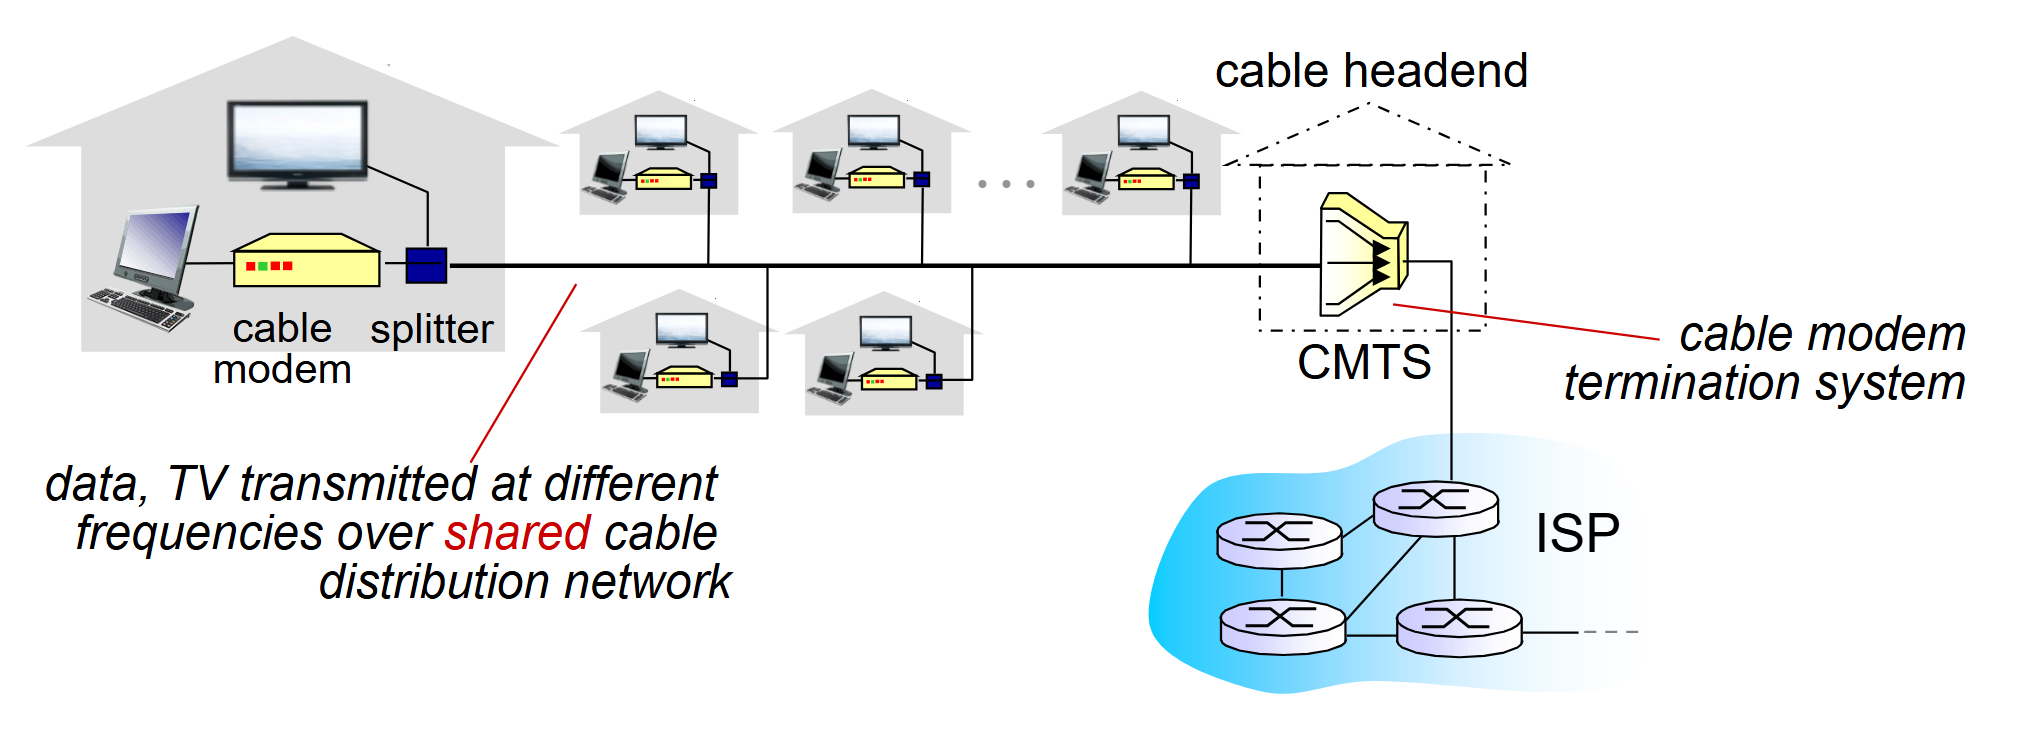 cable headend
cable
modem
splitter
CMTS
cable modem
termination system
data, TV transmitted at different
frequencies over shared cable
distribution network
ISP